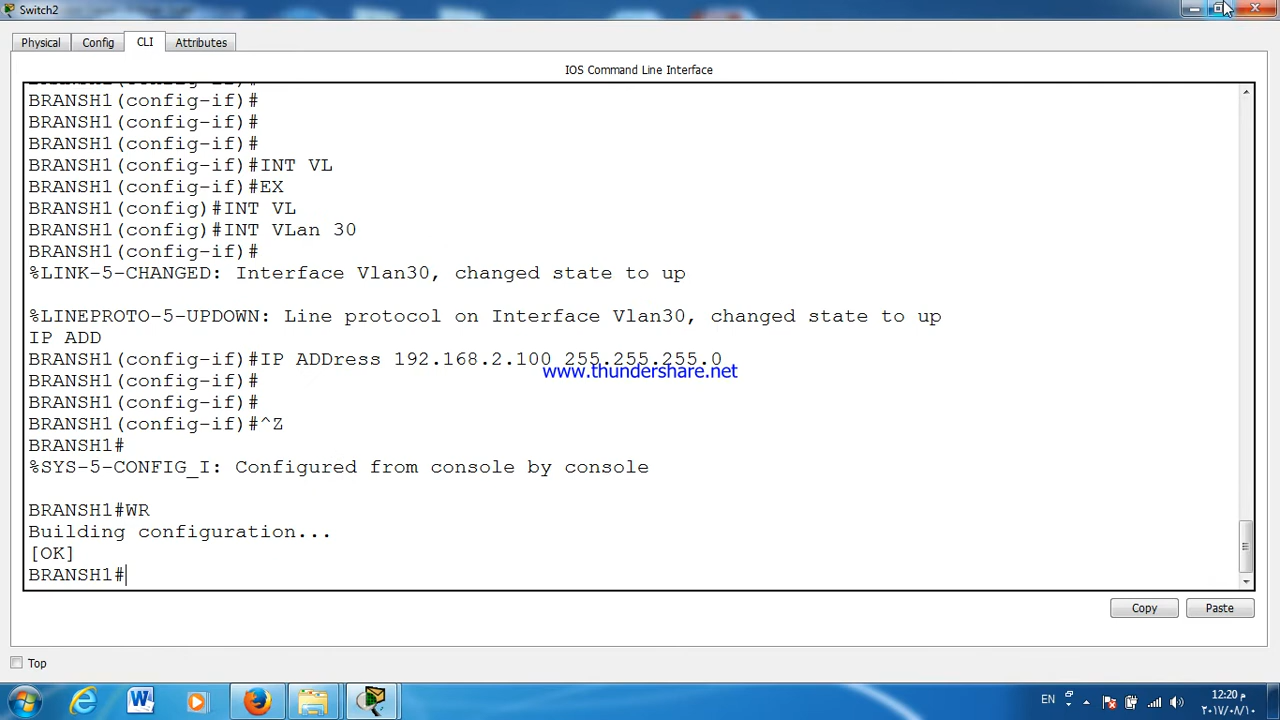 Switch2
Physical
Config
CLI
Attributes
IOS Command Line Interface
BRANSH1(config-if)#
BRANSH1(config-if)#
BRANSH1(config-if)#
BRANSH1(config-if)#INT VL
BRANSH1(config-if)#EX
BRANSH1(config)#INT VL
BRANSH1(config)#INT VLan 30
BRANSH1(config-if)#
%LINK-5-CHANGED: Interface Vlan30, changed state to up
%LINEPROTO-5-UPDOWN: Line protocol on Interface Vlan30, changed state to up
IP ADD
BRANSH1(config-if)#IP ADDress 192.168.2.100 255.255.255.0
www.thundershare.net
BRANSH1(config-if)#
BRANSH1(config-if)#
BRANSH1(config-if)#^Z
BRANSH1#
%SYS-5-CONFIG_I: Configured from console by console
BRANSH1#WR
Building configuration...
[OK]
BRANSH1#
Copy
Paste
Top
EN
12:20 م
٢٠١٧/٠٨/١٠